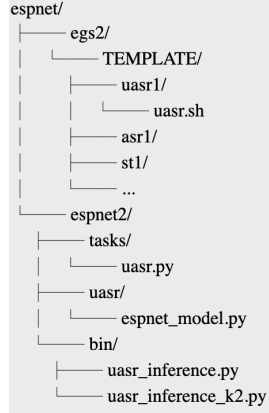 espnet/
egs2/
TEMPLATE/
uasr1/
uasr.sh
asr1/
st1/
...
espnet2/
tasks/
uasr.py
uasr/
espnet_model.py
bin/
uasr_inference.py
uasr_inference_k2.py